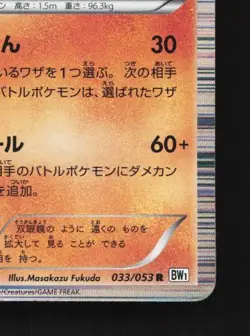 ン 高さ:1.5m 重さ:96.3kg
ん 30
いるワザを1つ選ぶ。次の相手
バトルポケモンは、選ばれたワザ
ール 60+
相手のバトルポケモンにダメカン
を追加。
双眼鏡の ように 遠くの ものを
拡大して 見る ことが できる
目を 持つ。
Illus.Masokazu Fukuda 033/053 R BW1
/Creatures/GAME FREAK.